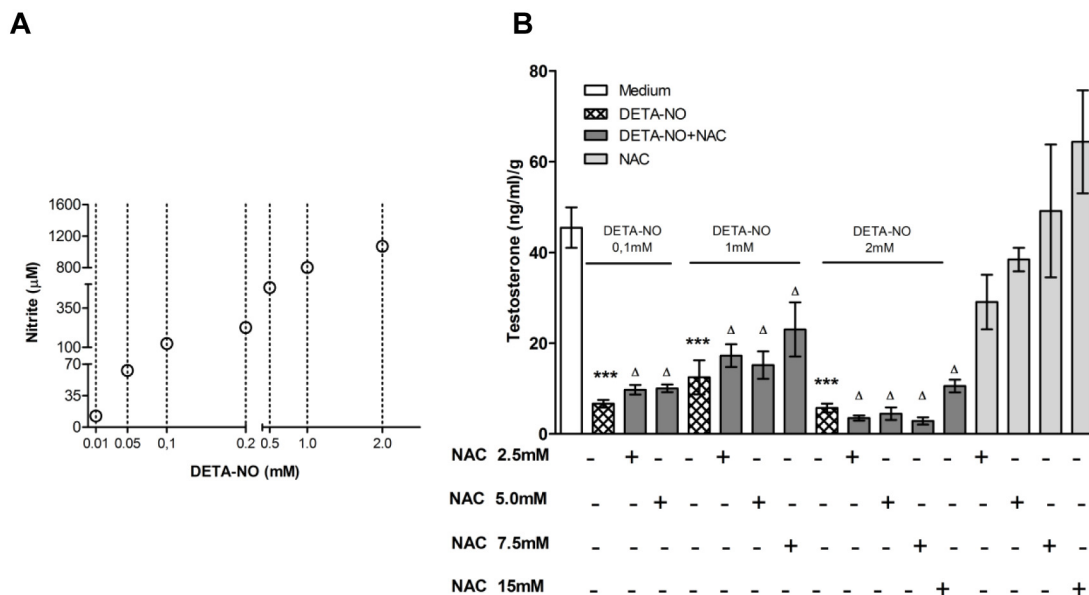 A
Nitrite (μM)
1600
1200
800
350
100
70
35
0
0.01 0.05 0,1 0.2 0.5 1.0 2.0
DETA-NO (mM)
B
Testosterone (ng/ml)/g
80
60
40
20
0
Medium
DETA-NO
DETA-NO+NAC
NAC
DETA-NO
0,1mM
DETA-NO
1mM
DETA-NO
2mM
*** Δ Δ *** Δ Δ Δ *** Δ Δ Δ Δ
NAC 2.5mM - + - - + - - - + - - - + - - -
NAC 5.0mM - - + - - + - - - + - - - + - -
NAC 7.5mM - - - - - - + - - - + - - - + -
NAC 15mM - - - - - - - - - - - + - - - +